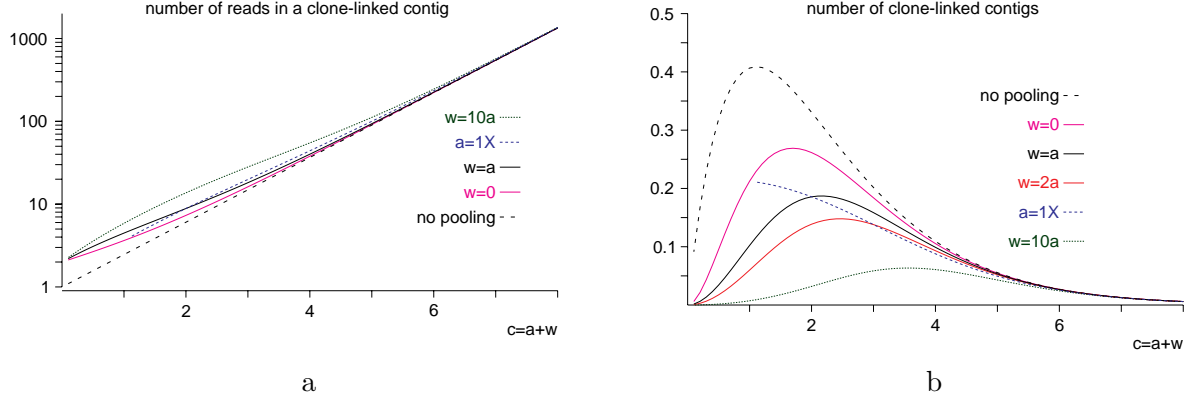 number of reads in a clone-linked contig
1000
100
10
1
w=10a
a=1X
w=a
w=0
no pooling
2
4
6
c=a+w
a
number of clone-linked contigs
0.5
0.4
0.3
0.2
0.1
no pooling
w=0
w=a
w=2a
a=1X
w=10a
2
4
6
c=a+w
b